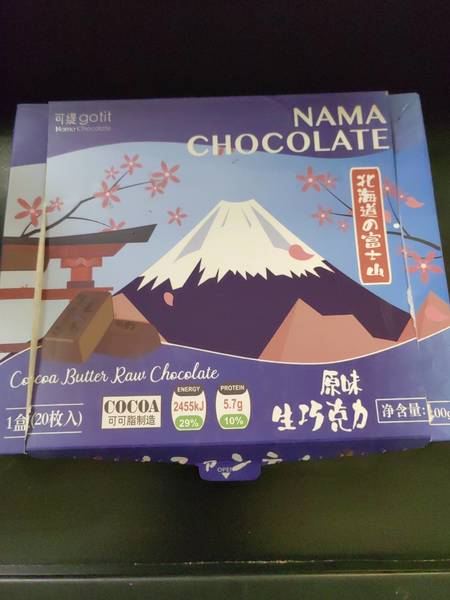 可缇 gotit
Nama Chocolate
NAMA
CHOCOLATE
北海道の富士山
Cocoa Butter Raw Chocolate
1盒(20枚入)
COCOA
可可脂制造
ENERGY
2455kJ
29%
PROTEIN
5.7g
10%
原味
生巧克力
净含量:
00g
OPEN